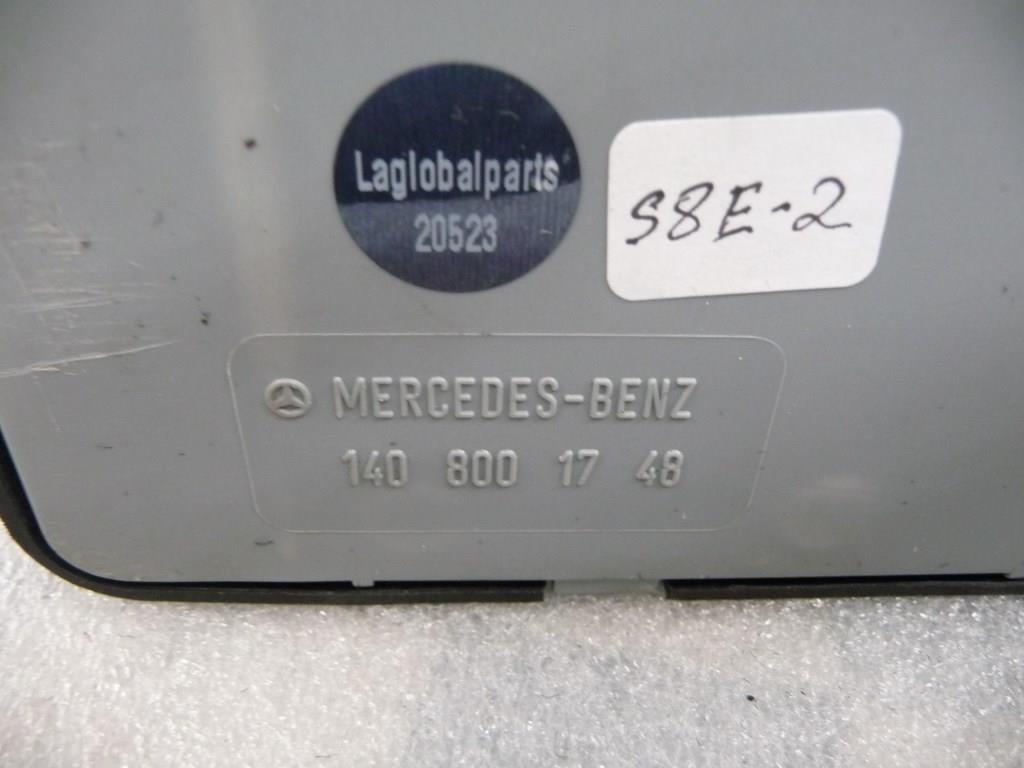 Laglobalparts
20523
S8E-2
MERCEDES-BENZ
140 800 17 48